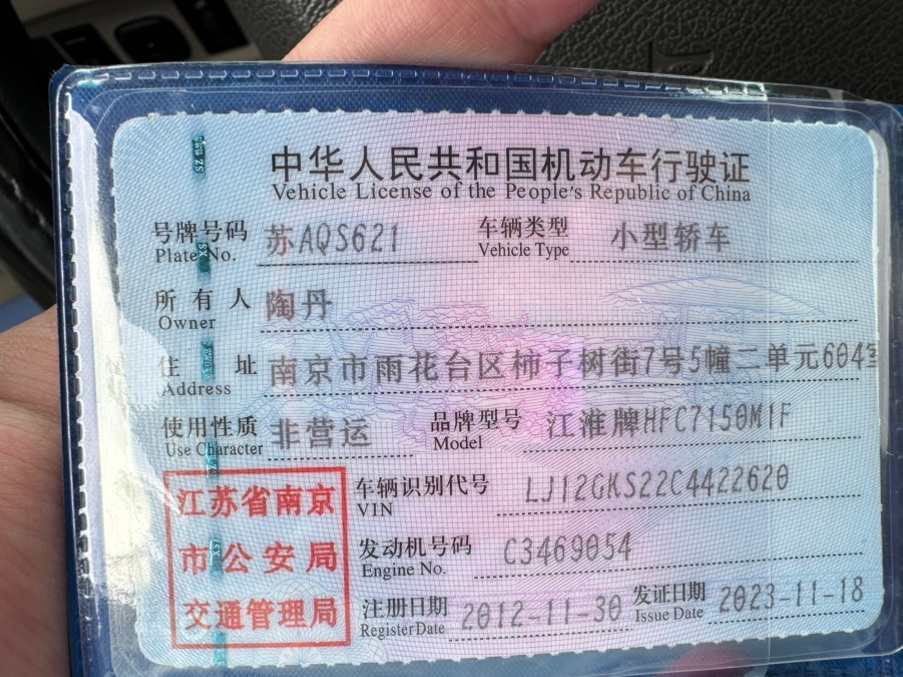 中华人民共和国机动车行驶证
Vehicle License of the People's Republic of China
号牌号码 苏AQS621 车辆类型 小型轿车
Plate No. Vehicle Type
所有人 陶丹
Owner
住址 南京市雨花台区柿子树街7号5幢二单元604室
Address
使用性质 非营运 品牌型号 江淮牌HFC7150M1F
Use Character Model
江苏省南京
市公安局
交通管理局
车辆识别代号 LJ12GKS22C4422620
VIN
发动机号码 C3469054
Engine No.
注册日期 2012-11-30 发证日期 2023-11-18
Register Date Issue Date